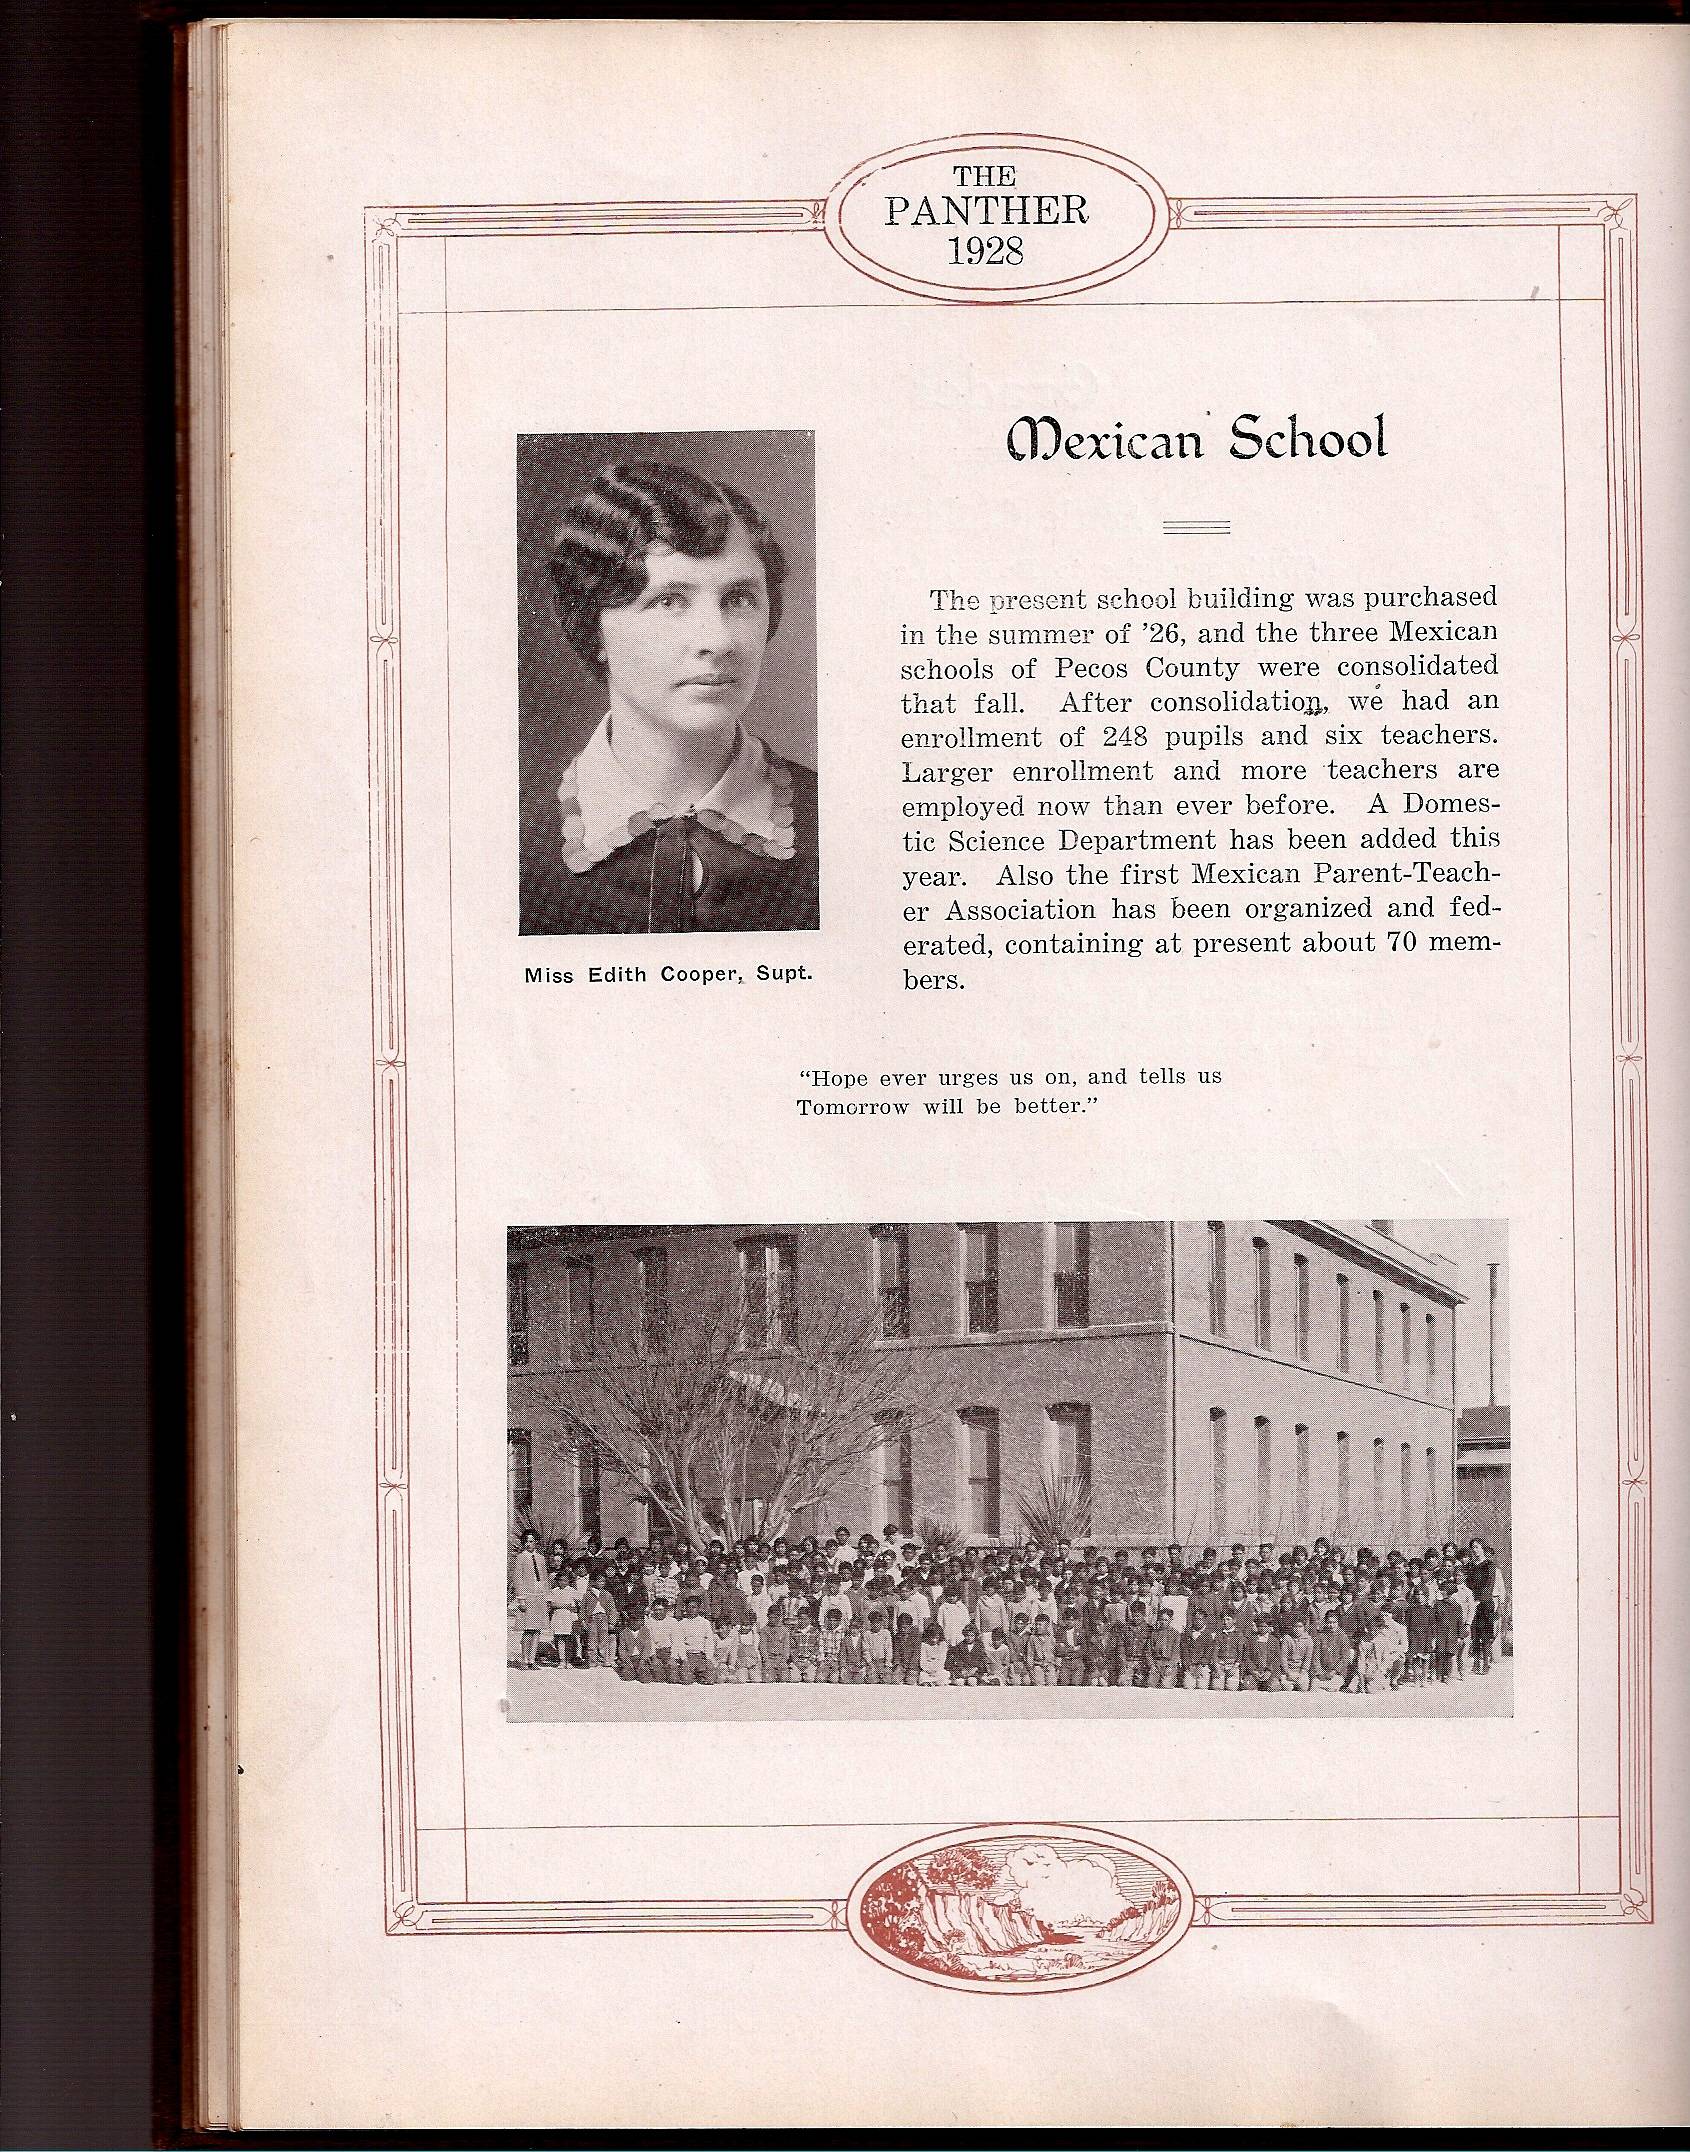 THE
PANTHER
1928
Mexican School
The present school building was purchased
in the summer of '26, and the three Mexican
schools of Pecos County were consolidated
that fall. After consolidation, we had an
enrollment of 248 pupils and six teachers.
Larger enrollment and more teachers are
employed now than ever before. A Domes-
tic Science Department has been added this
year. Also the first Mexican Parent-Teach-
er Association has been organized and fed-
erated, containing at present about 70 mem-
bers.
Miss Edith Cooper, Supt.
“Hope ever urges us on, and tells us
Tomorrow will be better.”